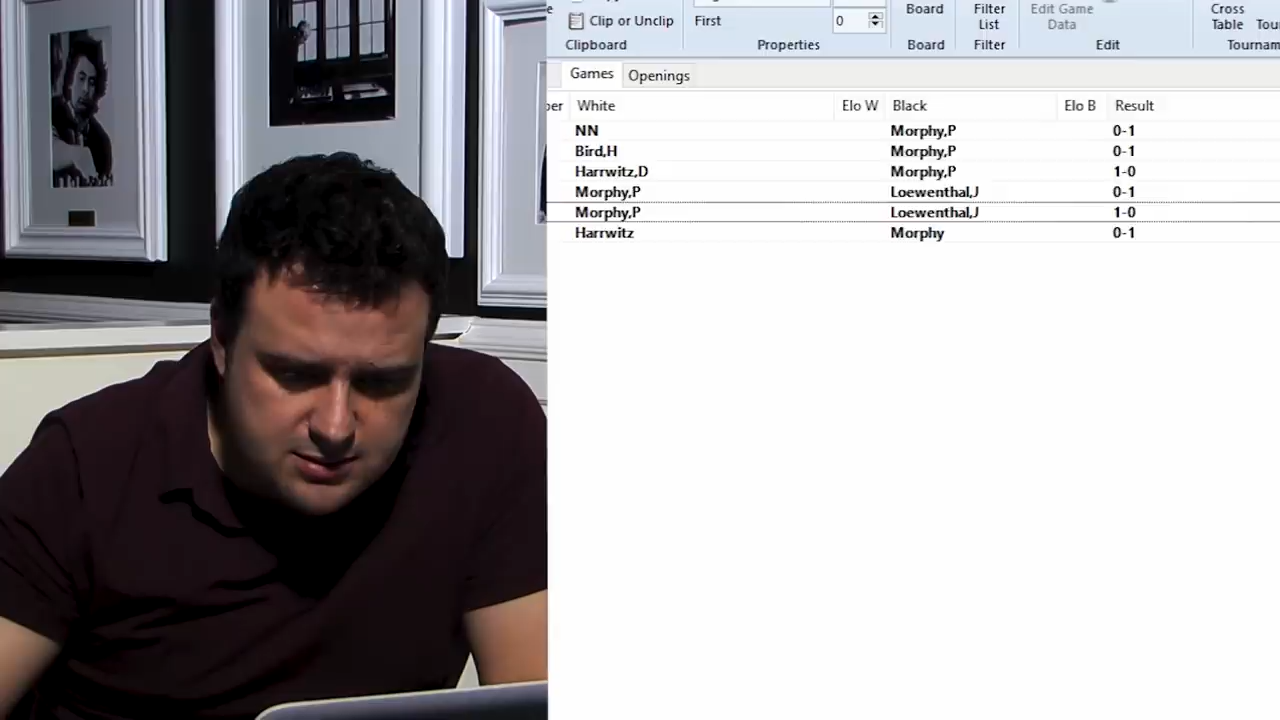 Clip or Unclip First 0 Board Filter Edit Game Cross
List Data Table
Clipboard Properties Board Filter Edit
Games Openings
White Elo W Black Elo B Result
NN Morphy,P 0-1
Bird,H Morphy,P 0-1
Harrwitz,D Morphy,P 1-0
Morphy,P Loewenthal,J 0-1
Morphy,P Loewenthal,J 1-0
Harrwitz Morphy 0-1